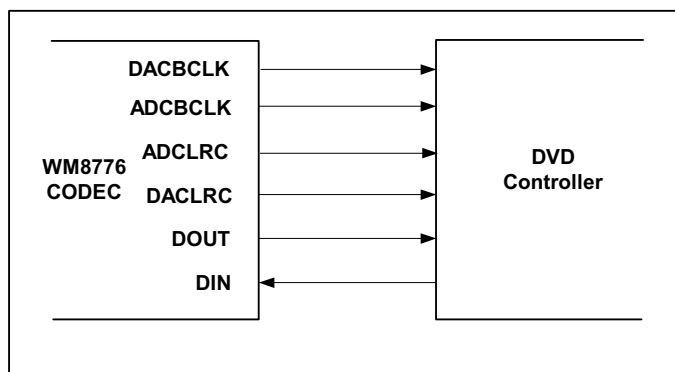 DACBCLK
ADCBCLK
ADCLRC
WM8776
CODEC
DACLRC
DOUT
DIN
DVD
Controller